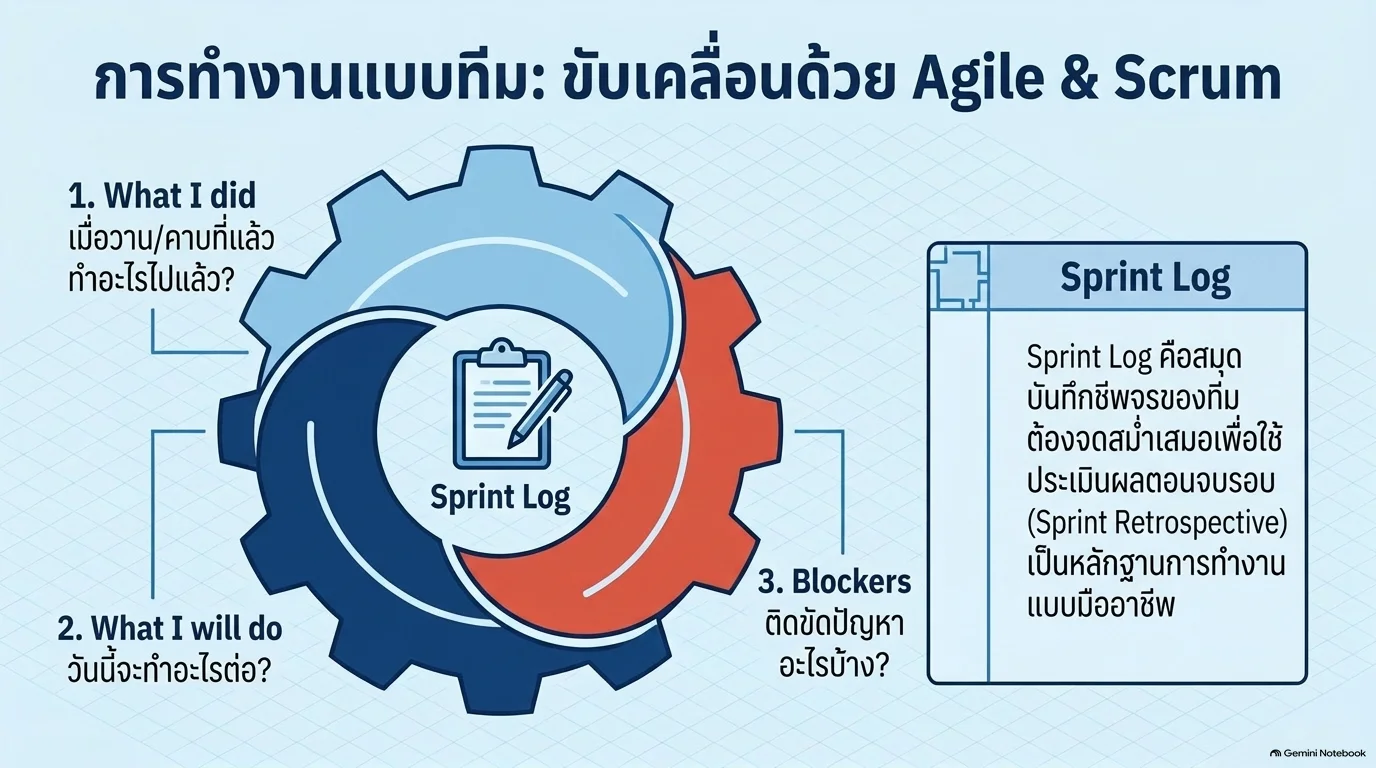 การทำงานแบบทีม: ขับเคลื่อนด้วย Agile & Scrum
1. What I did
เมื่อวาน/คาบที่แล้ว
ทำอะไรไปแล้ว?
2. What I will do
วันนี้จะทำอะไรต่อ?
Sprint Log
3. Blockers
ติดขัดปัญหา
อะไรบ้าง?
Sprint Log
Sprint Log คือสมุด
บันทึกชีพจรของทีม
ต้องจดสม่ำเสมอเพื่อใช้
ประเมินผลตอนจบรอบ
(Sprint Retrospective)
เป็นหลักฐานการทำงาน
แบบมืออาชีพ
Gemini Notebook